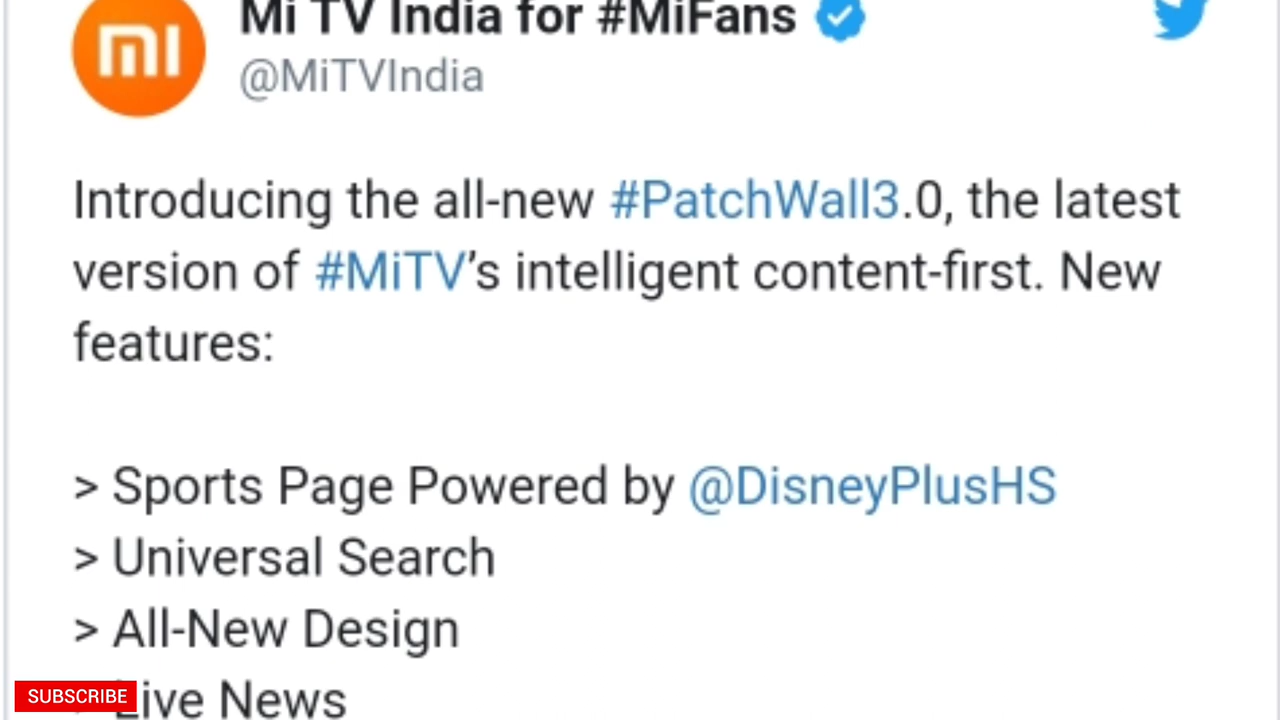 Mi TV India for #MiFans
@MiTVIndia
Introducing the all-new #PatchWall3.0, the latest
version of #MiTV’s intelligent content-first. New
features:
> Sports Page Powered by @DisneyPlusHS
> Universal Search
> All-New Design
> Live News
SUBSCRIBE